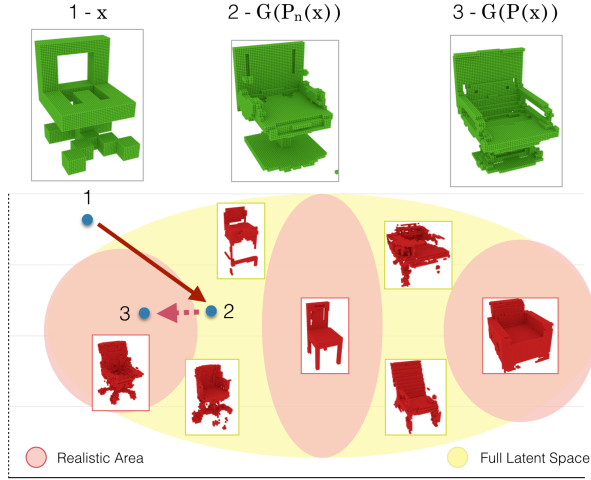 1 - x
2 - G(Pn(x))
3 - G(P(x))
1
2
3
Realistic Area
Full Latent Space